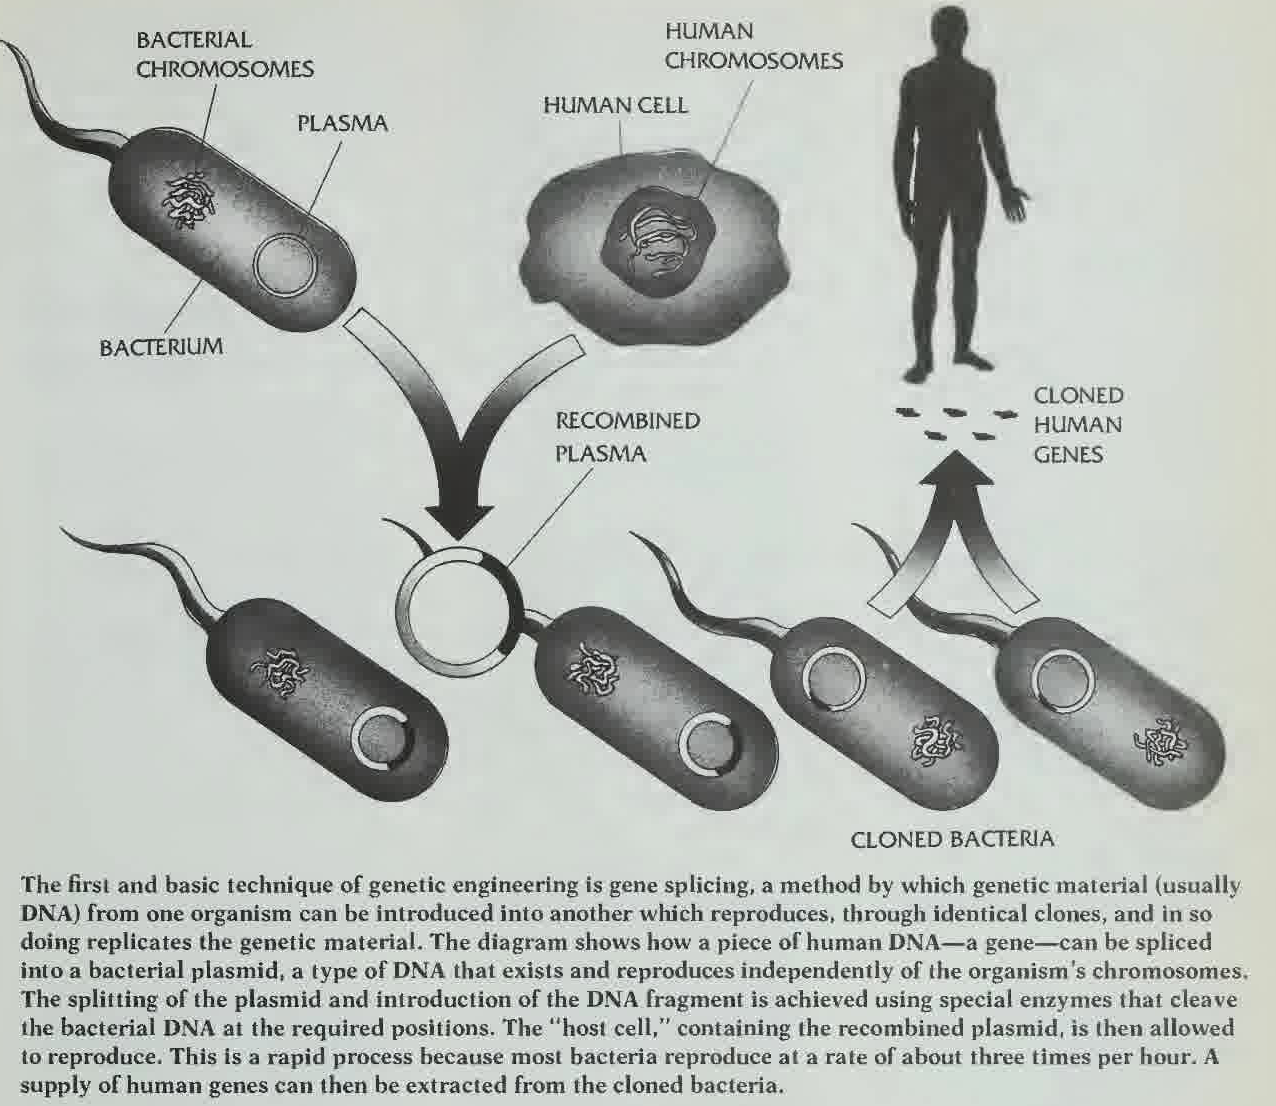 BACTERIAL
CHROMOSOMES
PLASMA
BACTERIUM
HUMAN
CHROMOSOMES
HUMAN CELL
RECOMBINED
PLASMA
CLONED
HUMAN
GENES
CLONED BACTERIA
The first and basic technique of genetic engineering is gene splicing, a method by which genetic material (usually
DNA) from one organism can be introduced into another which reproduces, through identical clones, and in so
doing replicates the genetic material. The diagram shows how a piece of human DNA—a gene—can be spliced
into a bacterial plasmid, a type of DNA that exists and reproduces independently of the organism's chromosomes.
The splitting of the plasmid and introduction of the DNA fragment is achieved using special enzymes that cleave
the bacterial DNA at the required positions. The "host cell," containing the recombined plasmid, is then allowed
to reproduce. This is a rapid process because most bacteria reproduce at a rate of about three times per hour. A
supply of human genes can then be extracted from the cloned bacteria.